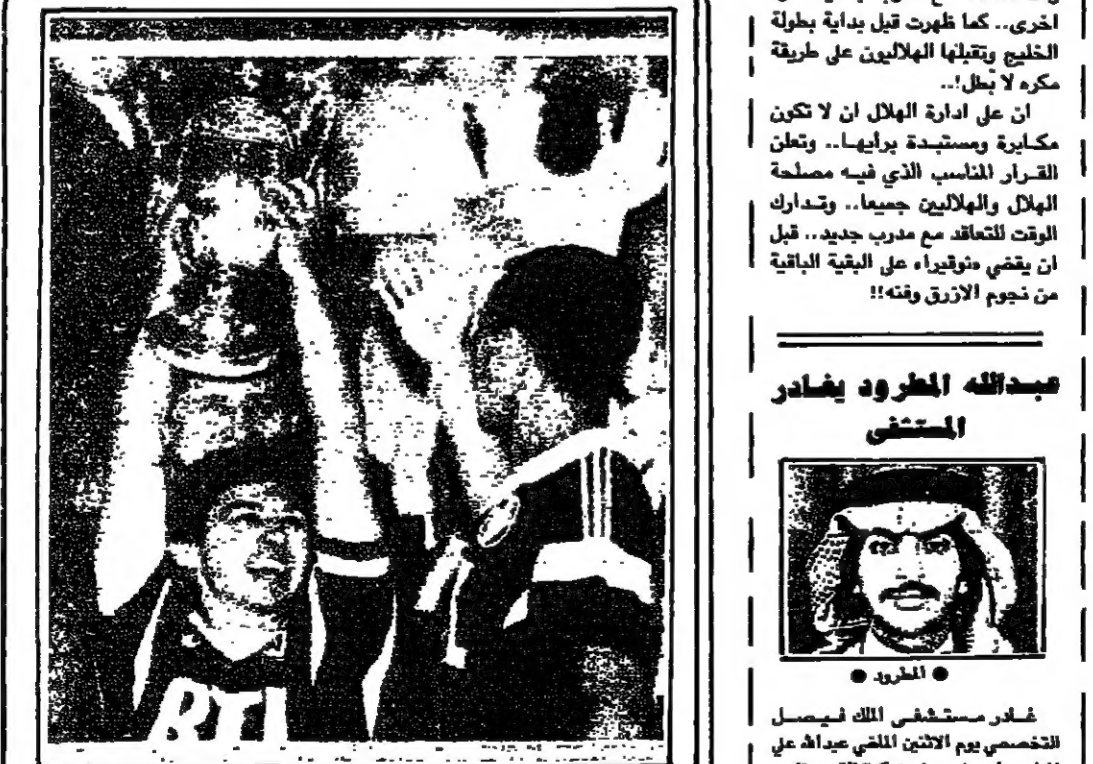 اخرى.. كما ظهرت قبل بداية بطولة
الخليج وتقبلها الهلاليون على طريقة
مكره لا بطل!..
ان على ادارة الهلال ان لا تكون
مكابرة ومستبدة برأيها.. وتعلن
القرار المناسب الذي فيه مصلحة
الهلال والهلاليين جميعا.. وتدارك
الوقت للتعاقد مع مدرب جديد.. قبل
ان يقضي «نوقيرا» على البقية الباقية
من نجوم الازرق وفنه!!
عبدالله المطرود يغادر
المستشفى
● المطرود ●
غادر مستشفى الملك فيصل
التخصصي يوم الاثنين الماضي عبدالله علي